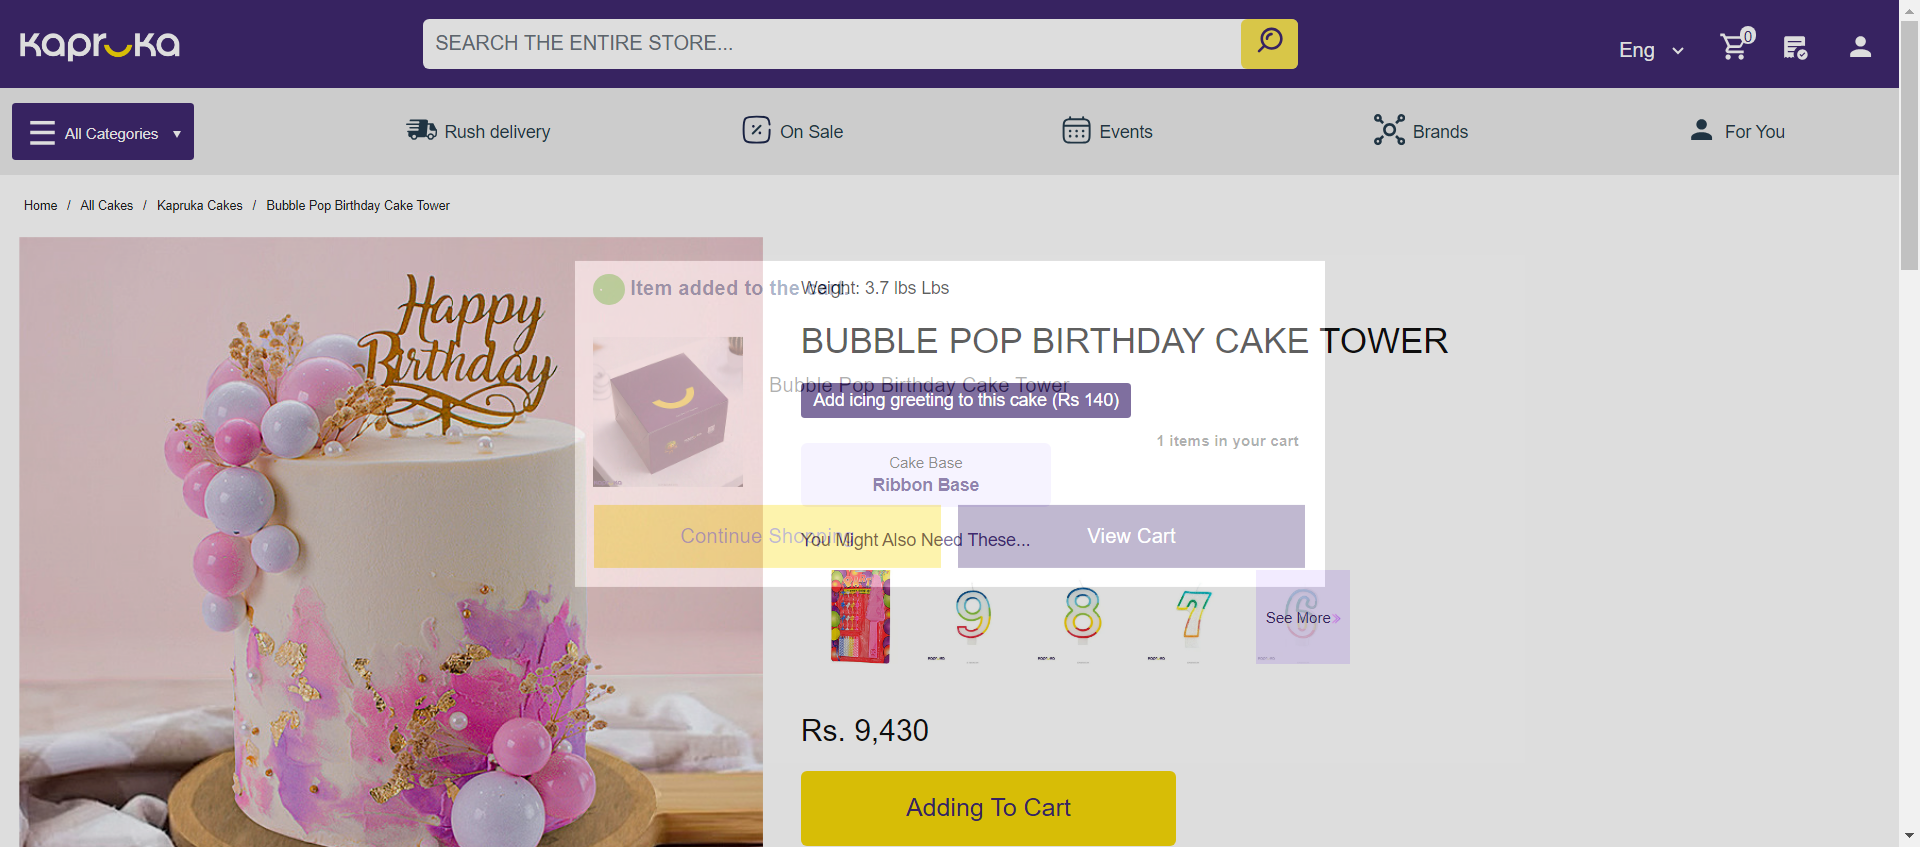 Kapruka
SEARCH THE ENTIRE STORE...
Eng
0
All Categories
Rush delivery
On Sale
Events
Brands
For You
Home / All Cakes / Kapruka Cakes / Bubble Pop Birthday Cake Tower
Happy
Birthday
Item added to the cart.
Weight: 3.7 lbs Lbs
BUBBLE POP BIRTHDAY CAKE TOWER
Bubble Pop Birthday Cake Tower
Add icing greeting to this cake (Rs 140)
1 items in your cart
Cake Base
Ribbon Base
Continue Shopping
View Cart
You Might Also Need These...
9
8
7
6
See More»
Rs. 9,430
Adding To Cart